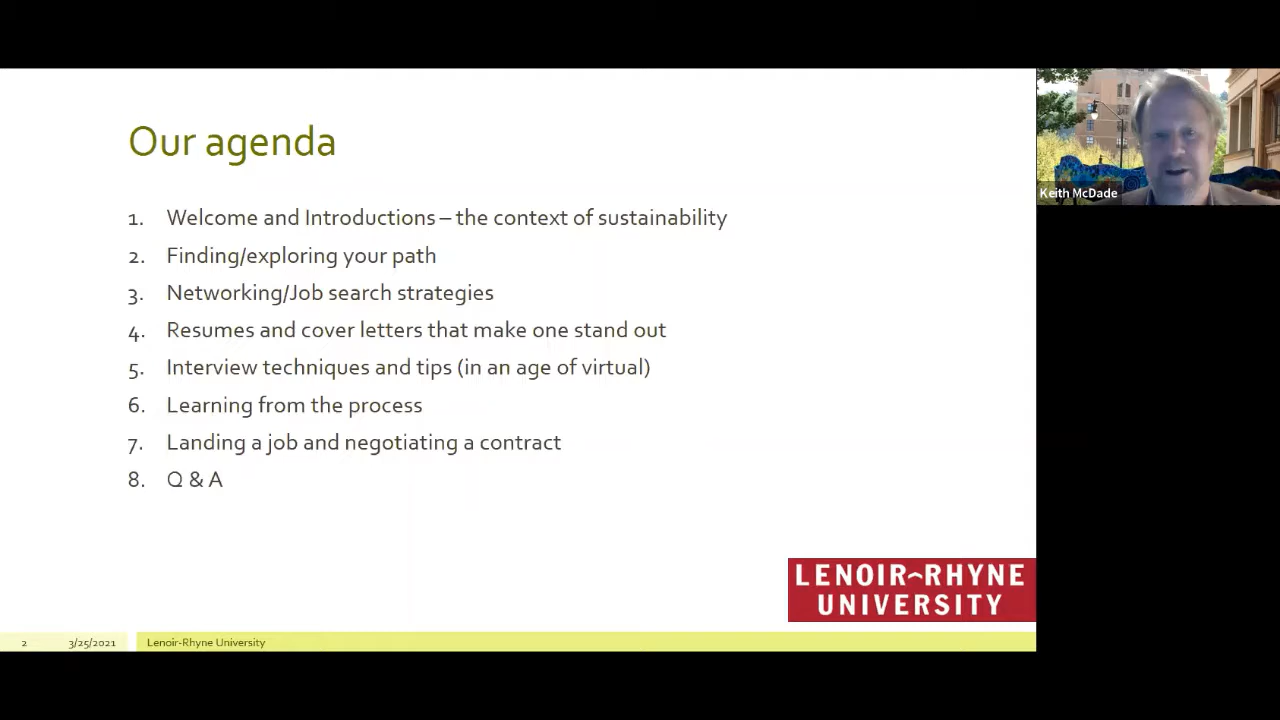 Our agenda
1. Welcome and Introductions – the context of sustainability
2. Finding/exploring your path
3. Networking/Job search strategies
4. Resumes and cover letters that make one stand out
5. Interview techniques and tips (in an age of virtual)
6. Learning from the process
7. Landing a job and negotiating a contract
8. Q & A
LENOIR-RHYNE
UNIVERSITY
2 3/25/2021 Lenoir-Rhyne University
Keith McDade